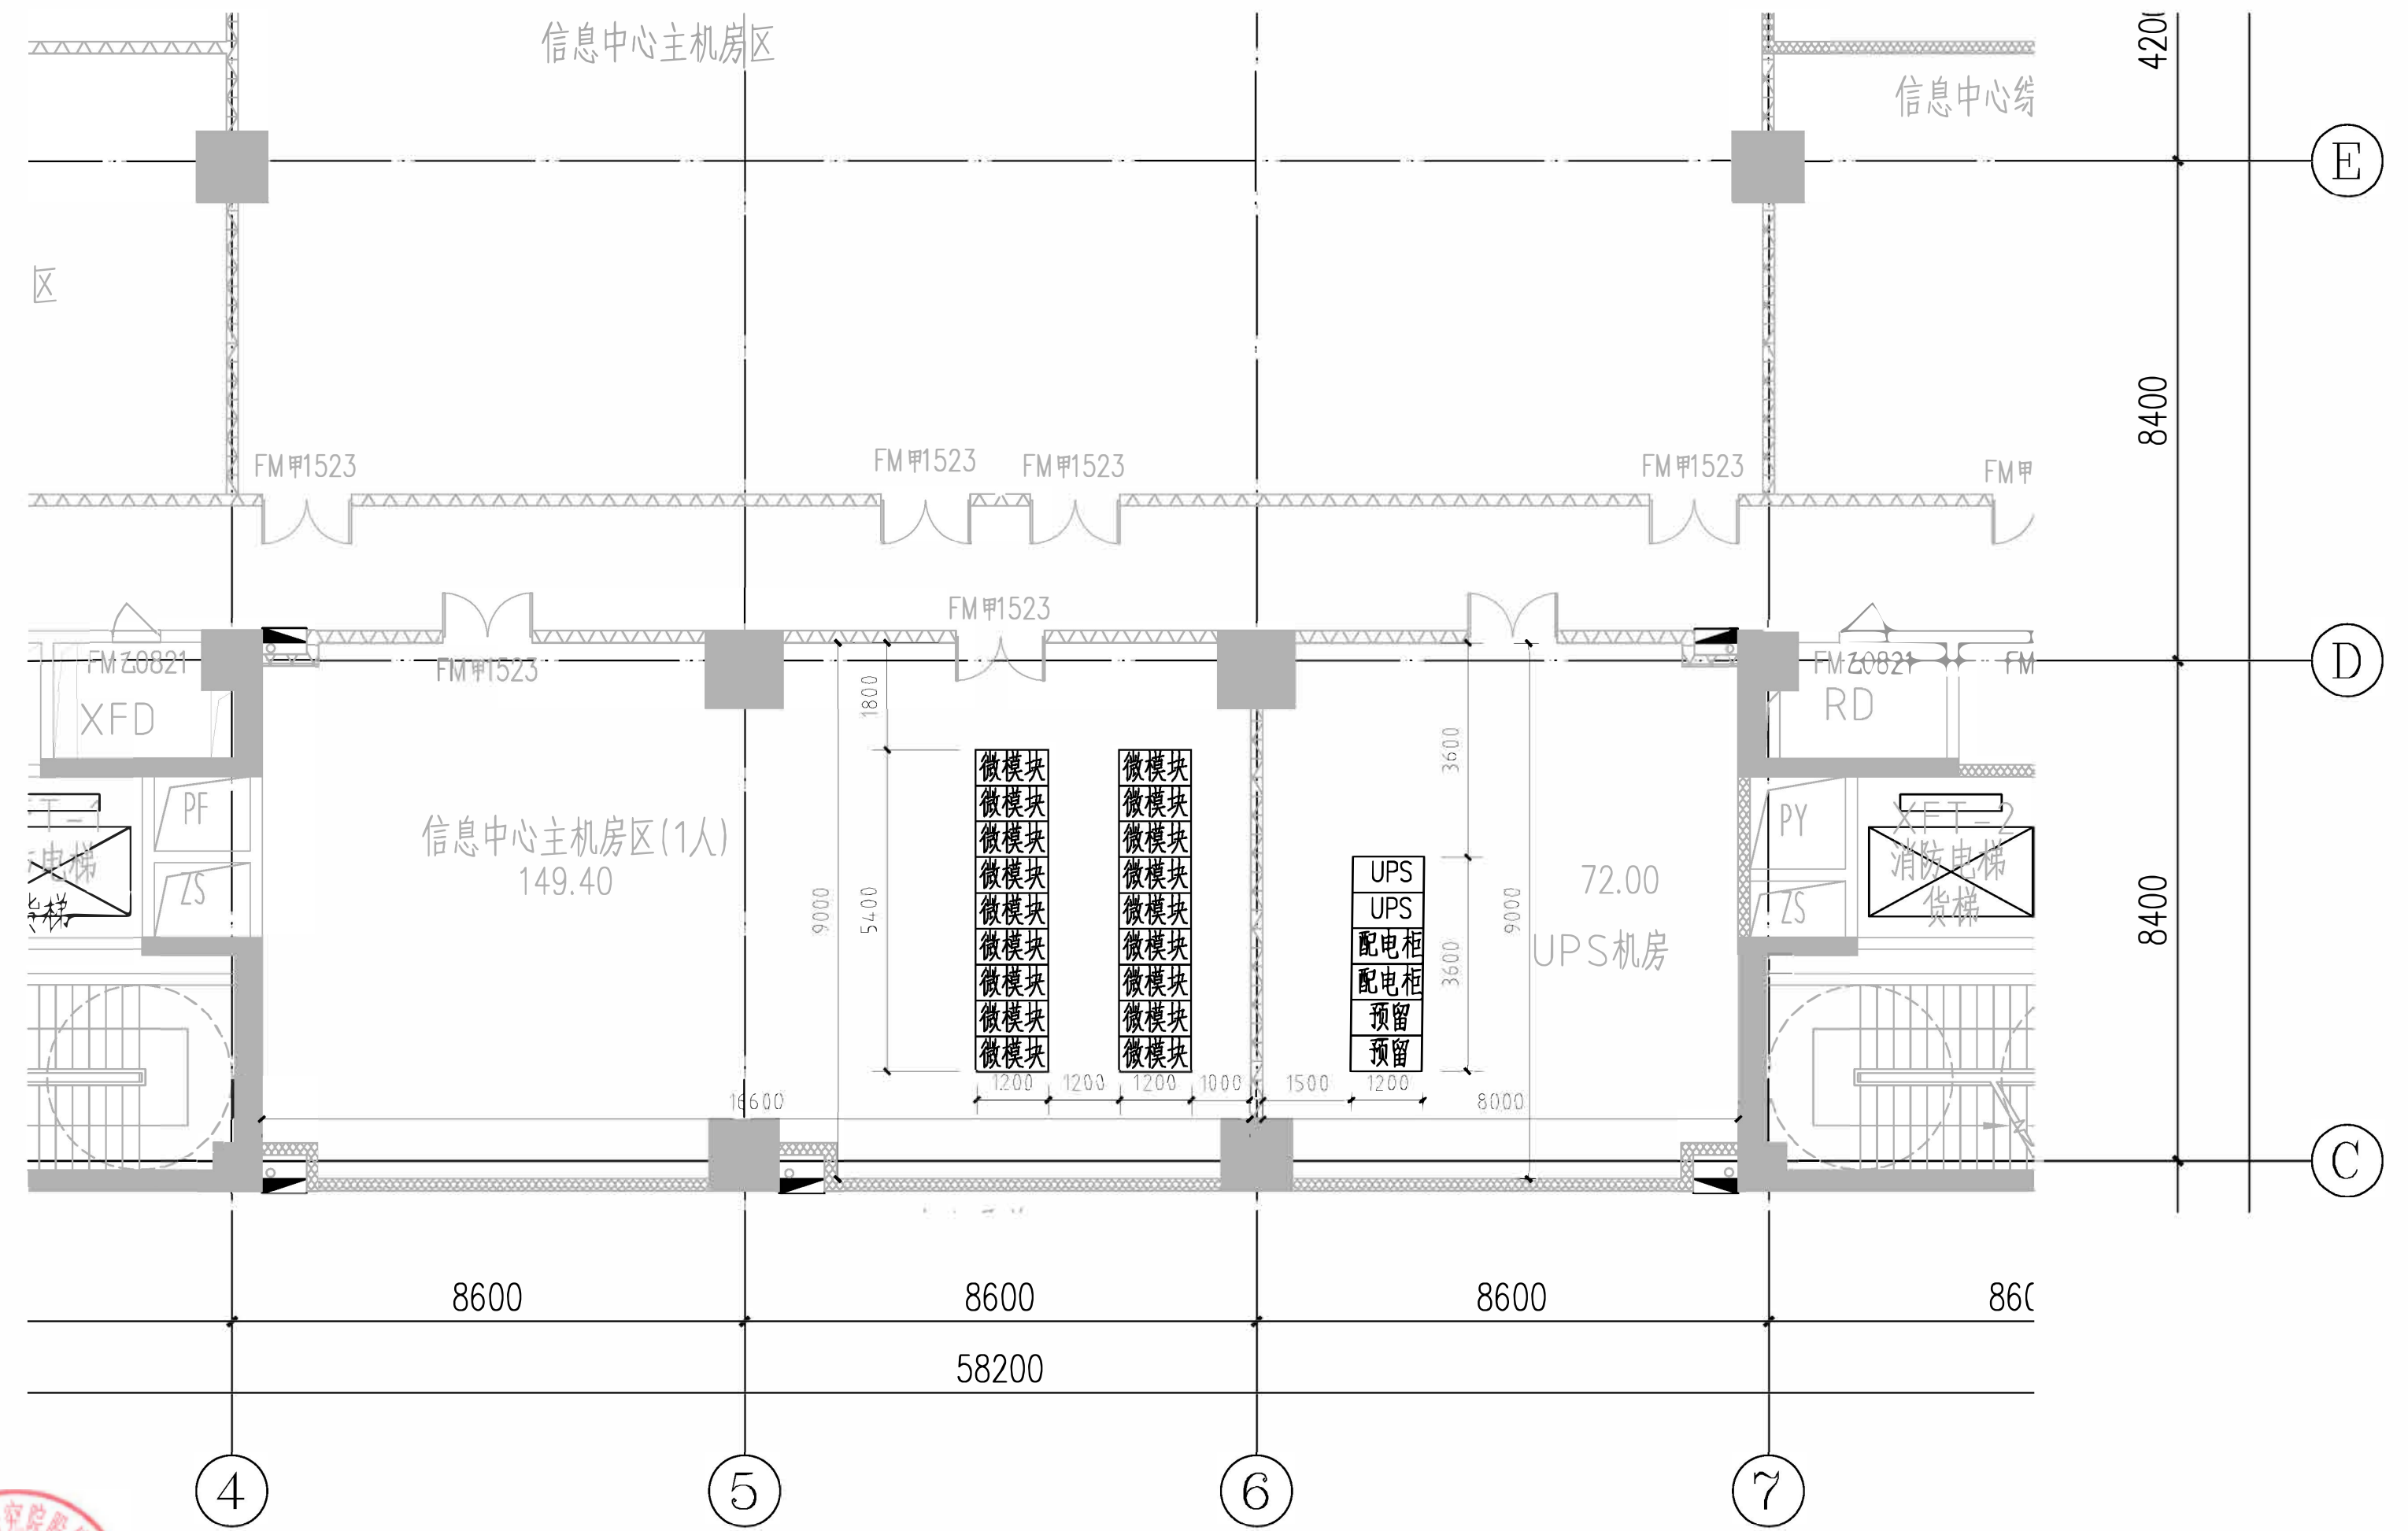 信息中心主机房区
4200
信息中心
E
区
8400
FM甲1523
FM甲1523
FM甲1523
FM甲1523
FM甲
FM甲1523
FM乙0821
FM甲1523
FM乙0821
FM
D
XFD
RD
1800
3600
PF
PY
XFT-2
消防电梯
货梯
电梯
ZS
ZS
信息中心主机房区(1人)
149.40
9000
5400
微模块 微模块
微模块 微模块
微模块 微模块
微模块 微模块
微模块 微模块
微模块 微模块
微模块 微模块
微模块 微模块
微模块 微模块
UPS
UPS
配电柜
配电柜
预留
预留
3600
9000
72.00
UPS机房
8400
1200 1200 1200 1000 1500 1200
16600
8000
C
8600 8600 8600
58200
4 5 6 7